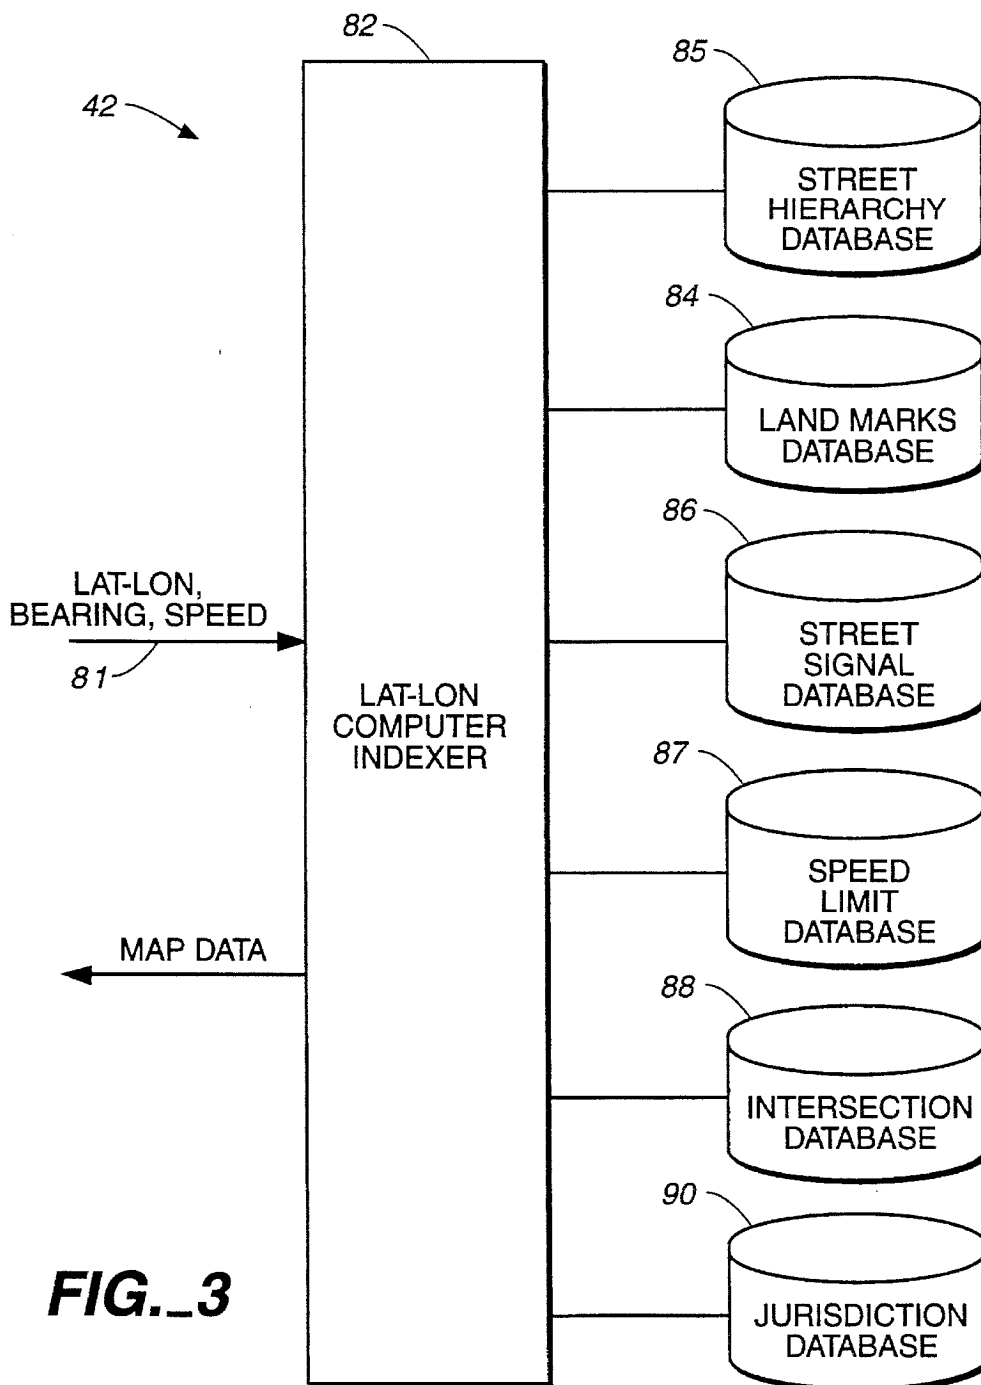 82
42
85
STREET
HIERARCHY
DATABASE
84
LAND MARKS
DATABASE
86
STREET
SIGNAL
DATABASE
LAT-LON,
BEARING, SPEED
81
LAT-LON
COMPUTER
INDEXER
87
SPEED
LIMIT
DATABASE
MAP DATA
88
INTERSECTION
DATABASE
90
JURISDICTION
DATABASE
FIG._3